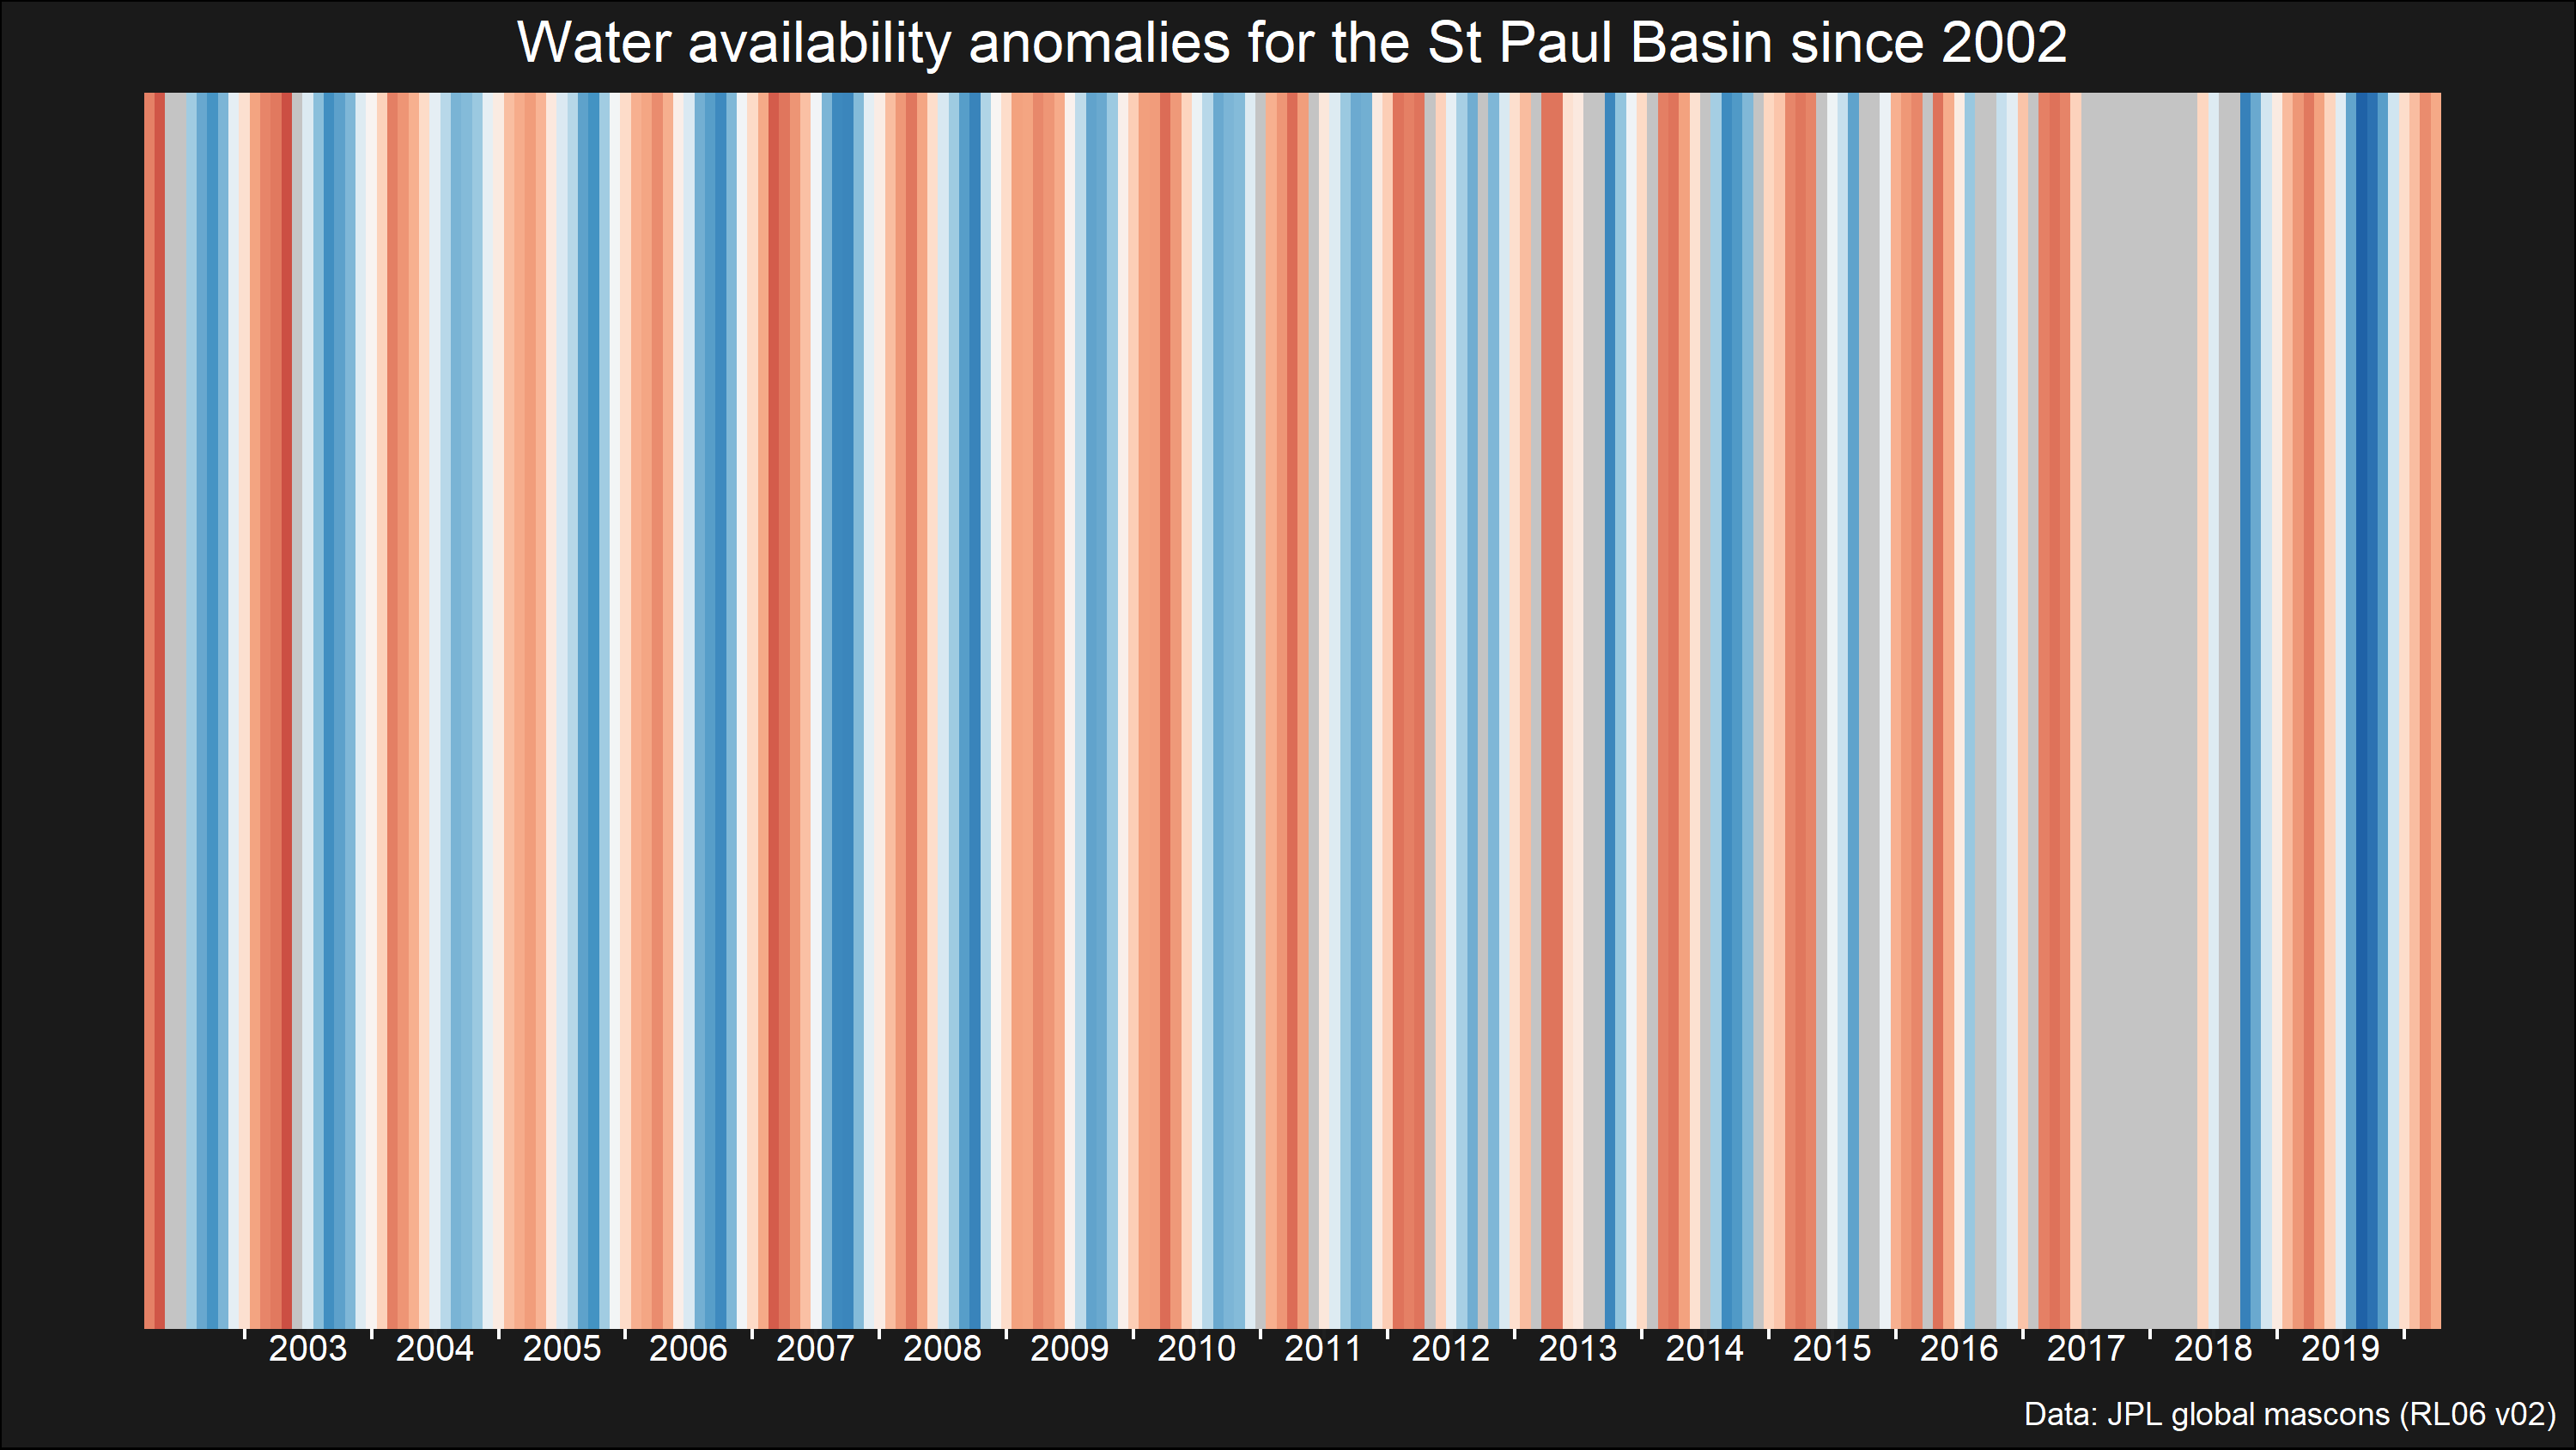 Water availability anomalies for the St Paul Basin since 2002
2003 2004 2005 2006 2007 2008 2009 2010 2011 2012 2013 2014 2015 2016 2017 2018 2019
Data: JPL global mascons (RL06 v02)